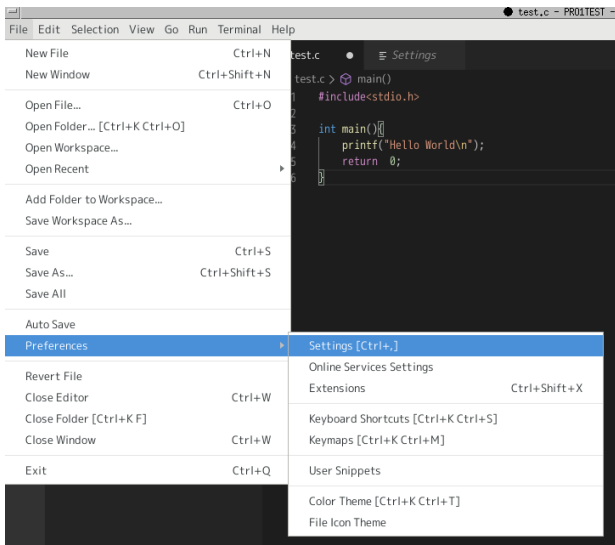 ● test.c - PRO1TEST -
File Edit Selection View Go Run Terminal Help
New File Ctrl+N
New Window Ctrl+Shift+N
Open File... Ctrl+O
Open Folder... [Ctrl+K Ctrl+O]
Open Workspace...
Open Recent
Add Folder to Workspace...
Save Workspace As...
Save Ctrl+S
Save As... Ctrl+Shift+S
Save All
Auto Save
Preferences
Revert File
Close Editor Ctrl+W
Close Folder [Ctrl+K F]
Close Window Ctrl+W
Exit Ctrl+Q
test.c ● Settings
test.c > main()
1 #include<stdio.h>
2
3 int main(){
4 printf("Hello World\n");
5 return 0;
6 }
Settings [Ctrl+,]
Online Services Settings
Extensions Ctrl+Shift+X
Keyboard Shortcuts [Ctrl+K Ctrl+S]
Keymaps [Ctrl+K Ctrl+M]
User Snippets
Color Theme [Ctrl+K Ctrl+T]
File Icon Theme